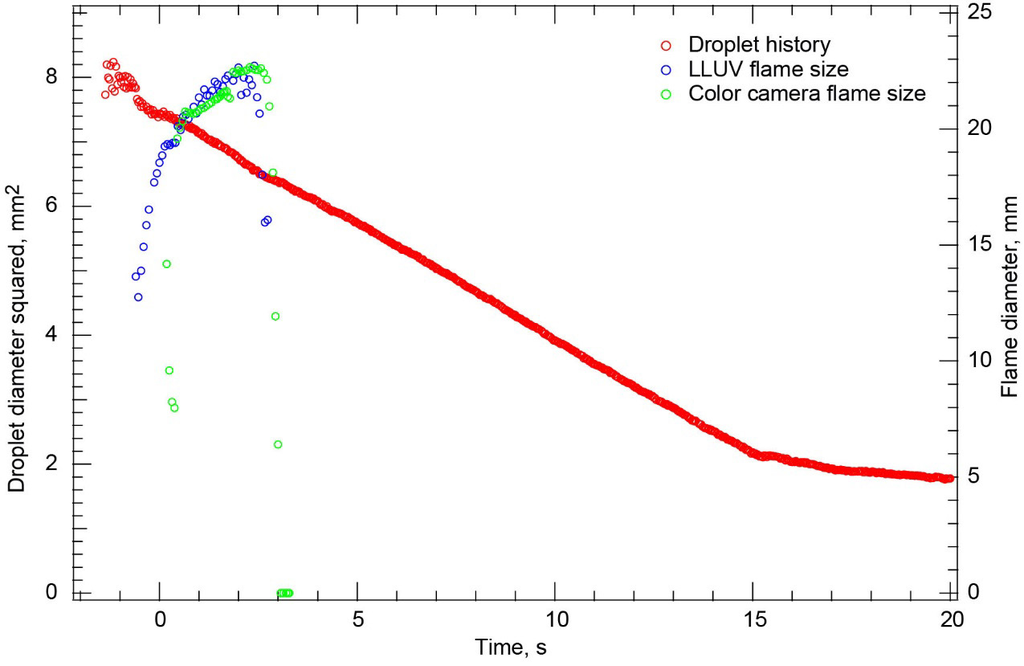 Droplet history
LLUV flame size
Color camera flame size
Droplet diameter squared, mm2
8
6
4
2
0
Flame diameter, mm
25
20
15
10
5
0
0
5
10
15
20
Time, s